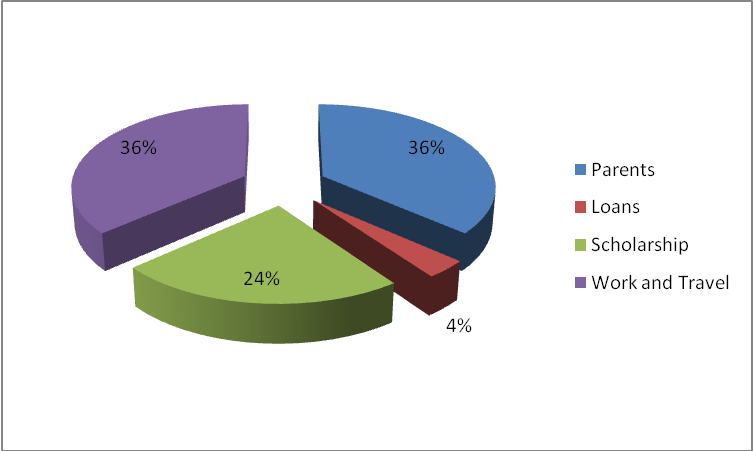 36%
36%
24%
4%
Parents
Loans
Scholarship
Work and Travel